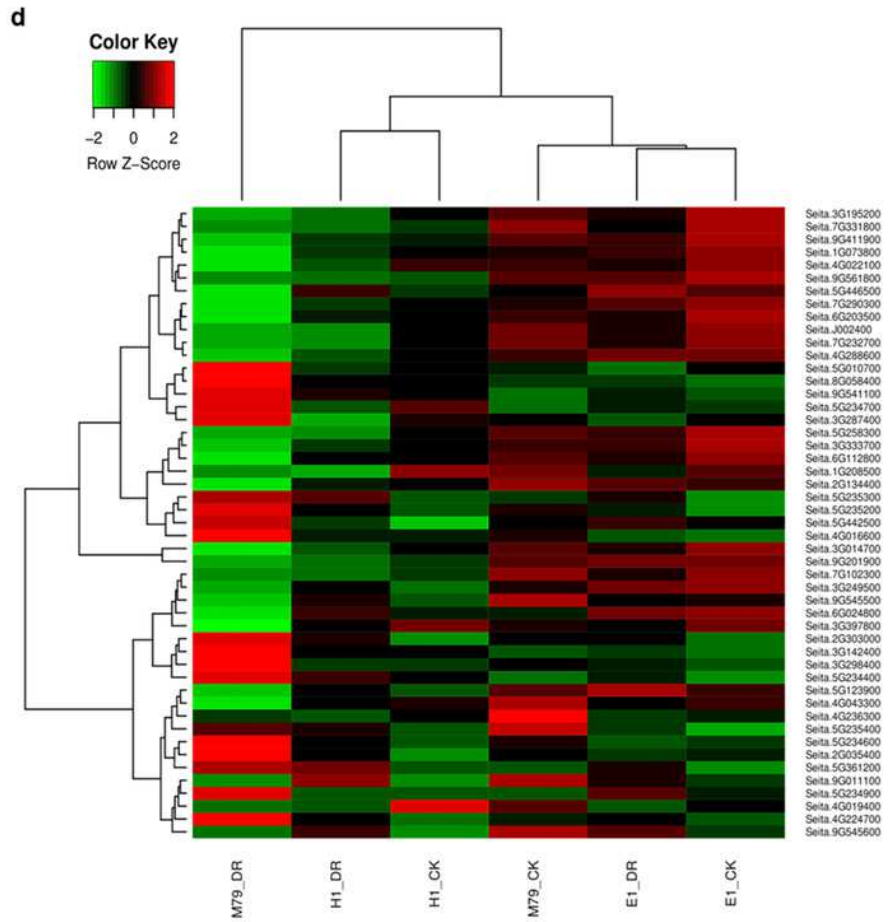 d
Color Key
−2 0 2
Row Z−Score
Seita.3G195200
Seita.7G331800
Seita.9G411900
Seita.1G073800
Seita.4G022100
Seita.9G561800
Seita.5G446500
Seita.7G290300
Seita.6G203500
Seita.J002400
Seita.7G232700
Seita.4G288600
Seita.5G010700
Seita.8G058400
Seita.9G541100
Seita.5G234700
Seita.3G287400
Seita.5G258300
Seita.3G333700
Seita.6G112800
Seita.1G208500
Seita.2G134400
Seita.5G235300
Seita.5G235200
Seita.5G442500
Seita.4G016600
Seita.3G014700
Seita.9G201900
Seita.7G102300
Seita.3G249500
Seita.9G545500
Seita.6G024800
Seita.3G397800
Seita.2G303000
Seita.3G142400
Seita.3G298400
Seita.5G234400
Seita.5G123900
Seita.4G043300
Seita.4G236300
Seita.5G235400
Seita.5G234600
Seita.2G035400
Seita.5G361200
Seita.9G011100
Seita.5G234900
Seita.4G019400
Seita.4G224700
Seita.9G545600
M79_DR
H1_DR
H1_CK
M79_CK
E1_DR
E1_CK